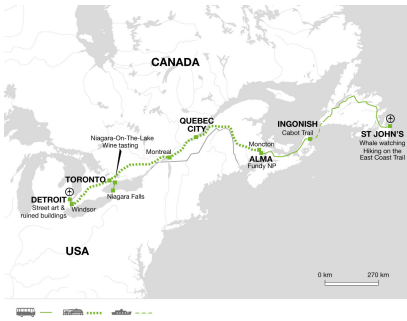 CANADA
QUEBEC
CITY
INGONISH
Cabot Trail
ST JOHN'S
Whale watching
Hiking on the
East Coast Trail
Niagara-On-The-Lake
Wine tasting
Montreal
Moncton
ALMA
Fundy NP
TORONTO
Niagara Falls
DETROIT
Street art &
ruined buildings
Windsor
USA
0 km 270 km